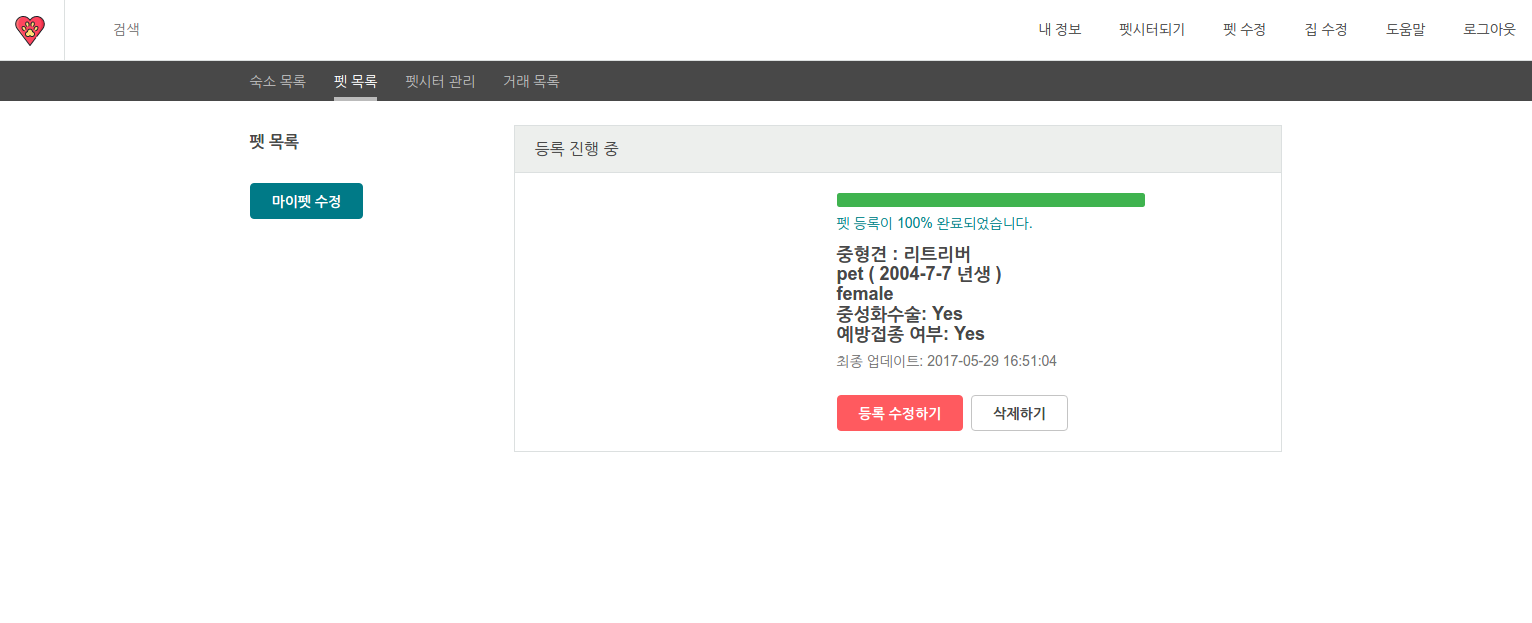 검색
내 정보
펫시터되기
펫 수정
집 수정
도움말
로그아웃
숙소 목록
펫 목록
펫시터 관리
거래 목록
펫 목록
마이펫 수정
등록 진행 중
펫 등록이 100% 완료되었습니다.
중형견 : 리트리버
pet ( 2004-7-7 년생 )
female
중성화수술: Yes
예방접종 여부: Yes
최종 업데이트: 2017-05-29 16:51:04
등록 수정하기
삭제하기